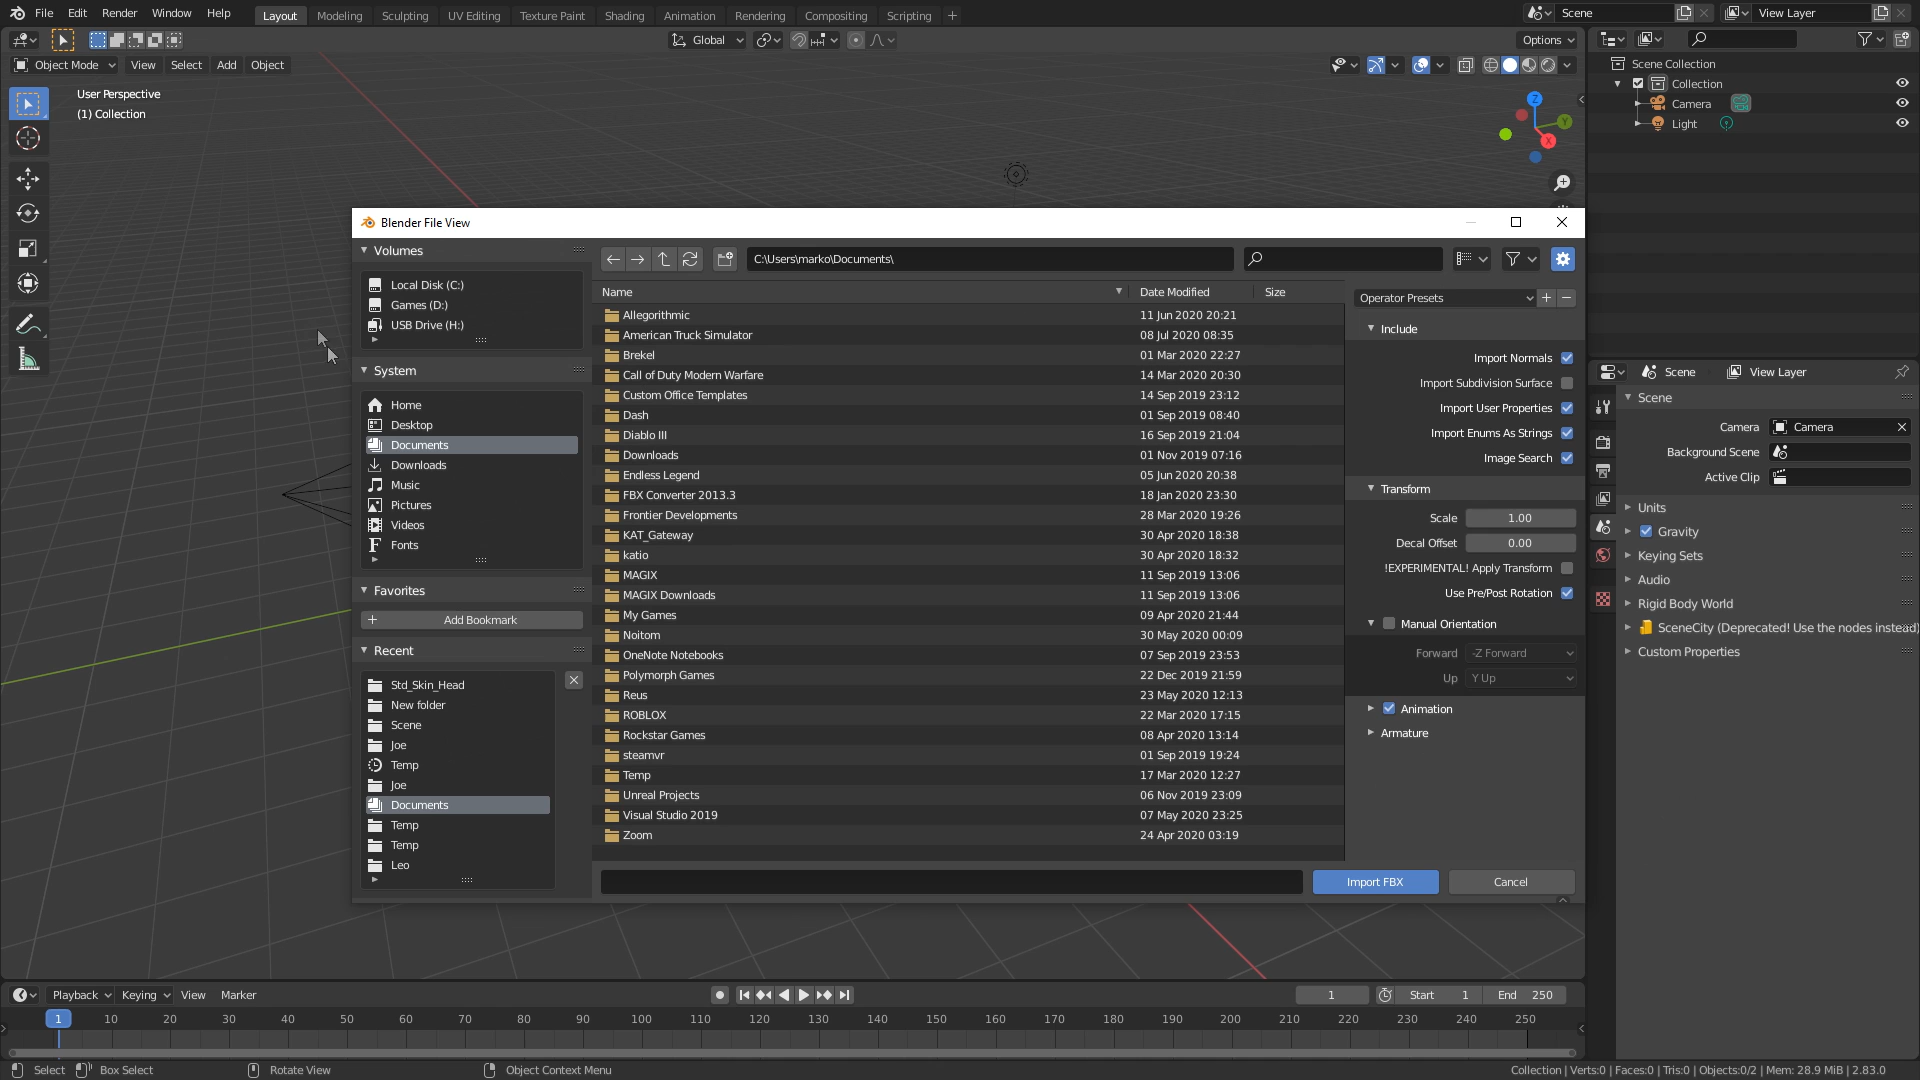 File Edit Render Window Help Layout Modeling Sculpting UV Editing Texture Paint Shading Animation Rendering Compositing Scripting + Scene View Layer
Global Options
Object Mode View Select Add Object
User Perspective
(1) Collection
Z
Y
X
Scene Collection
Collection
Camera
Light
Blender File View
Volumes
Local Disk (C:)
Games (D:)
USB Drive (H:)
System
Home
Desktop
Documents
Downloads
Music
Pictures
Videos
Fonts
Favorites
Add Bookmark
Recent
Std_Skin_Head
New folder
Scene
Joe
Temp
Joe
Documents
Temp
Temp
Leo
C:\Users\marko\Documents\
Name Date Modified Size
Allegorithmic 11 Jun 2020 20:21
American Truck Simulator 08 Jul 2020 08:35
Brekel 01 Mar 2020 22:27
Call of Duty Modern Warfare 14 Mar 2020 20:30
Custom Office Templates 14 Sep 2019 23:12
Dash 01 Sep 2019 08:40
Diablo III 16 Sep 2019 21:04
Downloads 01 Nov 2019 07:16
Endless Legend 05 Jun 2020 20:38
FBX Converter 2013.3 18 Jan 2020 23:30
Frontier Developments 28 Mar 2020 19:26
KAT_Gateway 30 Apr 2020 18:38
katio 30 Apr 2020 18:32
MAGIX 11 Sep 2019 13:06
MAGIX Downloads 11 Sep 2019 13:06
My Games 09 Apr 2020 21:44
Noitom 30 May 2020 00:09
OneNote Notebooks 07 Sep 2019 23:53
Polymorph Games 22 Dec 2019 21:59
Reus 23 May 2020 12:13
ROBLOX 22 Mar 2020 17:15
Rockstar Games 08 Apr 2020 13:14
steamvr 01 Sep 2019 19:24
Temp 17 Mar 2020 12:27
Unreal Projects 06 Nov 2019 23:09
Visual Studio 2019 07 May 2020 23:25
Zoom 24 Apr 2020 03:19
Operator Presets
Include
Import Normals
Import Subdivision Surface
Import User Properties
Import Enums As Strings
Image Search
Transform
Scale 1.00
Decal Offset 0.00
!EXPERIMENTAL! Apply Transform
Use Pre/Post Rotation
Manual Orientation
Forward -Z Forward
Up Y Up
Animation
Armature
Import FBX Cancel
Scene View Layer
Scene
Camera Camera
Background Scene
Active Clip
Units
Gravity
Keying Sets
Audio
Rigid Body World
SceneCity (Deprecated! Use the nodes instead)
Custom Properties
Playback Keying View Marker 1 Start 1 End 250
1 10 20 30 40 50 60 70 80 90 100 110 120 130 140 150 160 170 180 190 200 210 220 230 240 250
Select Box Select Rotate View Object Context Menu Collection | Verts:0 | Faces:0 | Tris:0 | Objects:0/2 | Mem: 28.9 MiB | 2.83.0